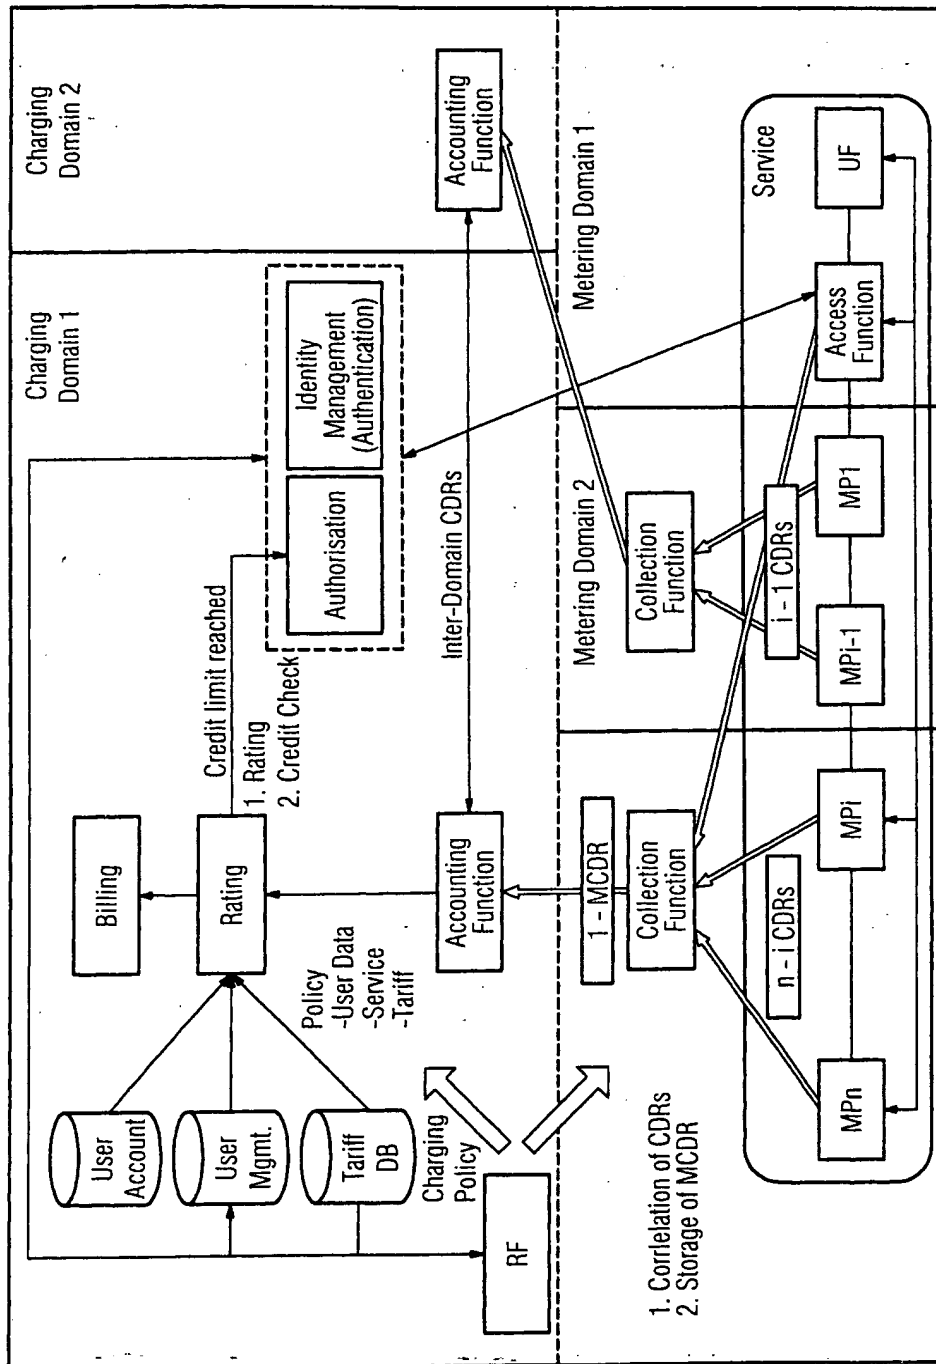 Charging
Domain 1
Charging
Domain 2
User
Account
User
Mgmt.
Tariff
DB
Charging
Policy
RF
Billing
Rating
Policy
-User Data
-Service
-Tariff
Credit limit reached
1. Rating
2. Credit Check
Authorisation
Identity
Management
(Authentication)
Accounting
Function
Inter-Domain CDRs
Accounting
Function
1. Corrlelation of CDRs
2. Storage of MCDR
1 - MCDR
Collection
Function
Metering Domain 2
Collection
Function
Metering Domain 1
Service
n - i CDRs
i - 1 CDRs
MPn
MPi
MPi-1
MP1
Access
Function
UF